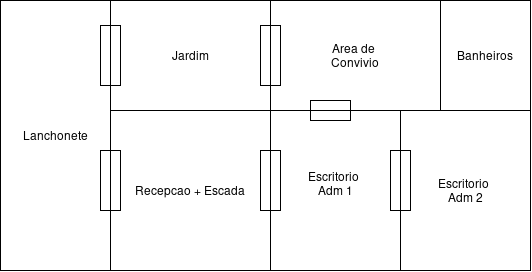 Jardim
Area de
Convivio
Banheiros
Lanchonete
Recepcao + Escada
Escritorio
Adm 1
Escritorio
Adm 2